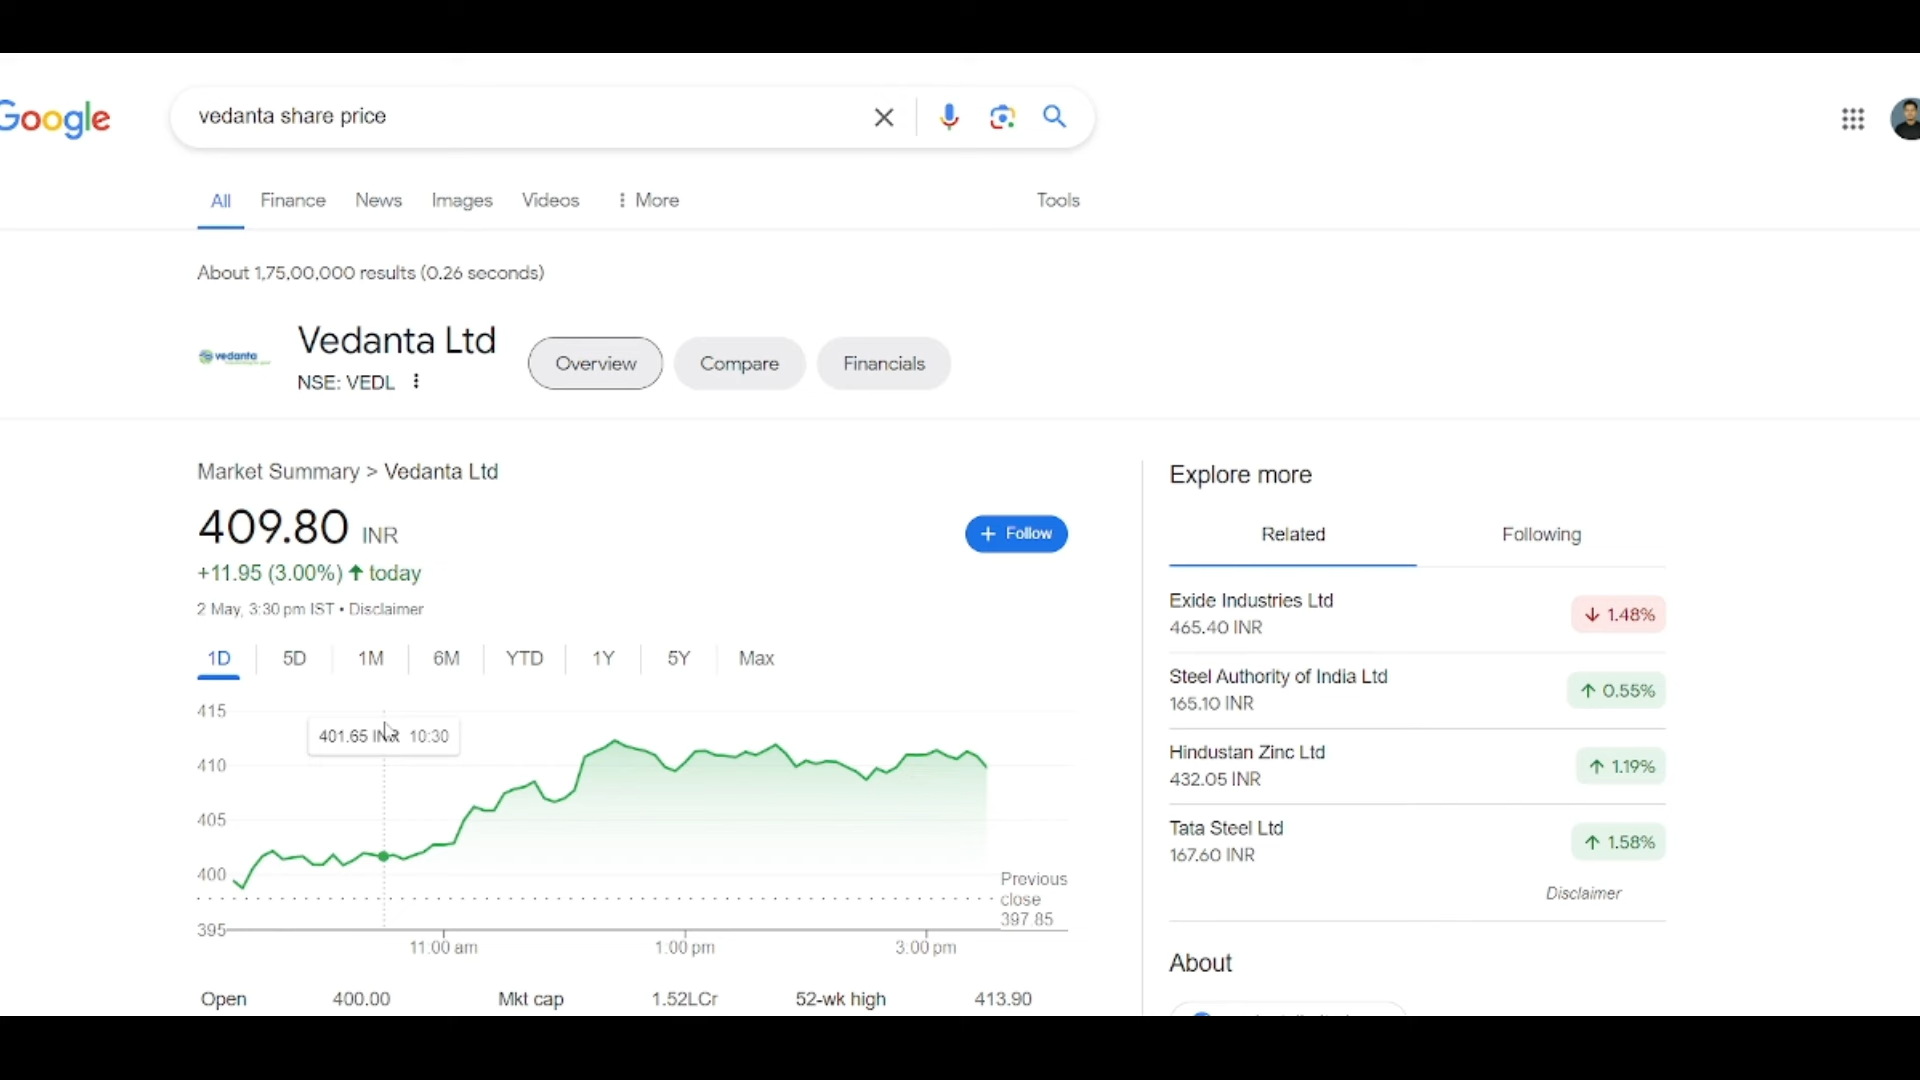 Google
vedanta share price
All Finance News Images Videos More Tools
About 1,75,00,000 results (0.26 seconds)
vedanta
Vedanta Ltd
NSE: VEDL
Overview Compare Financials
Market Summary > Vedanta Ltd
409.80 INR
+ Follow
+11.95 (3.00%) ↑ today
2 May, 3:30 pm IST • Disclaimer
1D 5D 1M 6M YTD 1Y 5Y Max
415
401.65 INR 10:30
410
405
400
395
Previous
close
397.85
11:00 am 1:00 pm 3:00 pm
Open 400.00 Mkt cap 1.52LCr 52-wk high 413.90
Explore more
Related Following
Exide Industries Ltd
465.40 INR
↓ 1.48%
Steel Authority of India Ltd
165.10 INR
↑ 0.55%
Hindustan Zinc Ltd
432.05 INR
↑ 1.19%
Tata Steel Ltd
167.60 INR
↑ 1.58%
Disclaimer
About